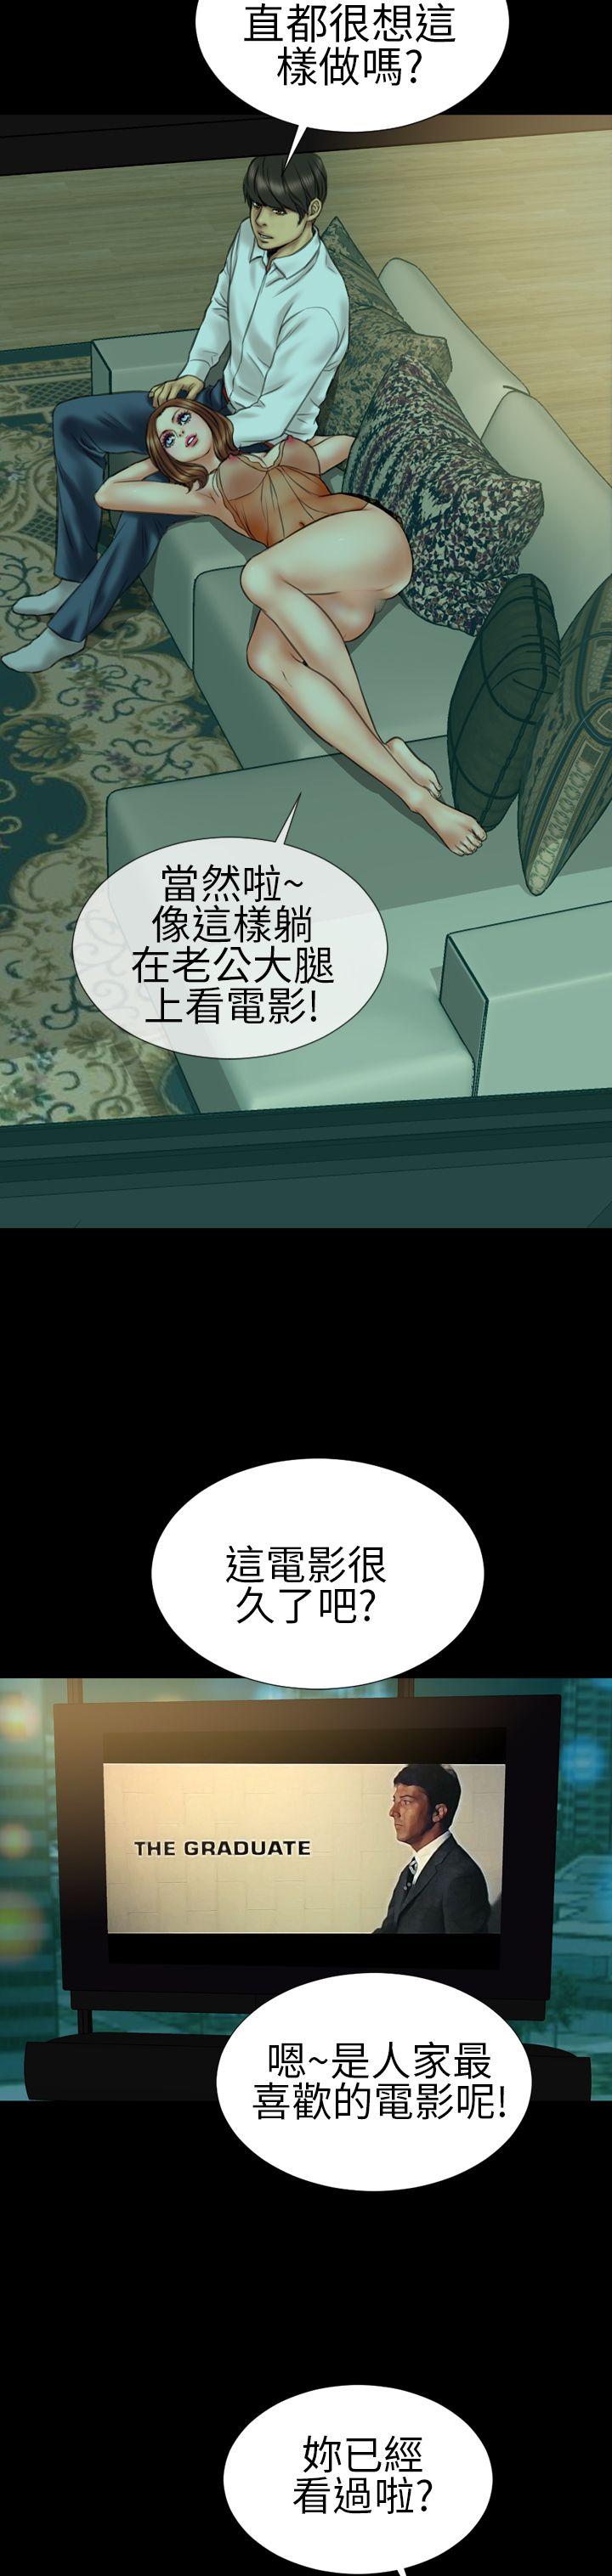 直都很想這
樣做嗎?
當然啦~
像這樣躺
在老公大腿
上看電影!
這電影很
久了吧?
THE GRADUATE
嗯~是人家最
喜歡的電影呢!
妳已經
看過啦?